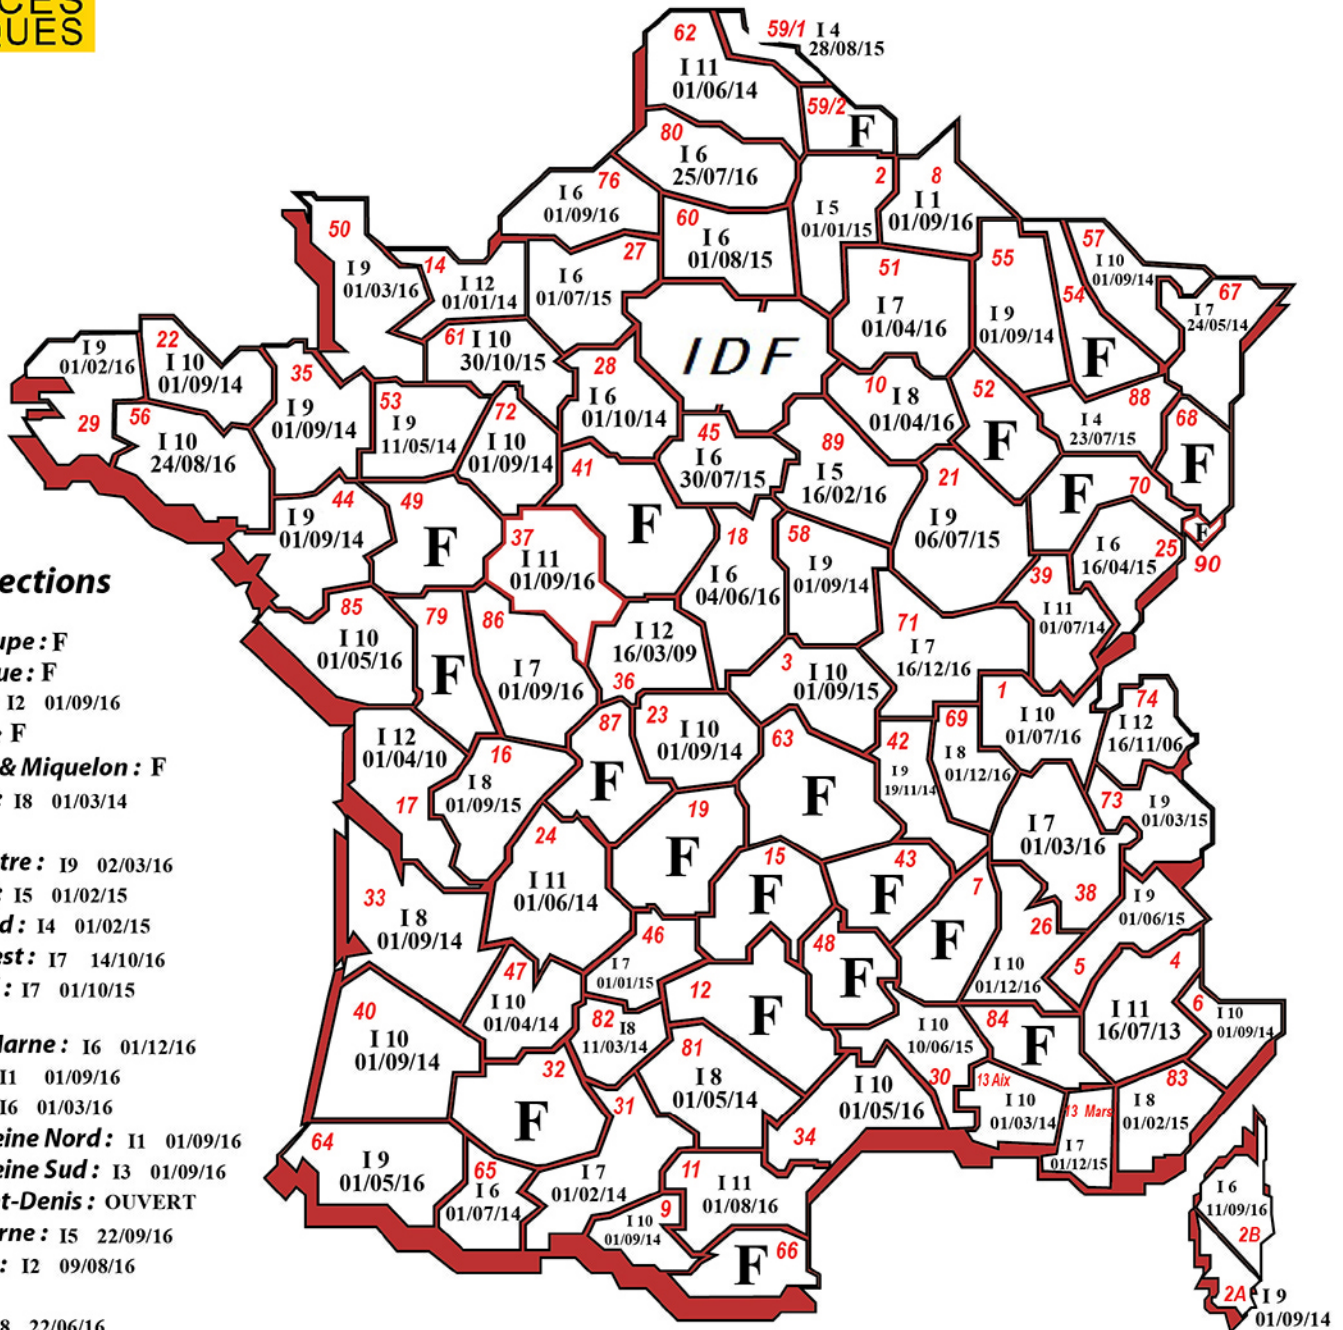 CES
QUES
62
I 11
01/06/14
59/1
I 4
28/08/15
59/2
F
80
I 6
25/07/16
76
I 6
01/09/16
60
I 6
01/08/15
2
I 5
01/01/15
8
I 1
01/09/16
50
I 9
01/03/16
14
I 12
01/01/14
27
I 6
01/07/15
51
I 7
01/04/16
55
I 9
01/09/14
57
I 10
01/09/14
54
F
67
I 7
24/05/14
61
I 10
30/10/15
IDF
22
I 10
01/09/14
I 9
01/02/16
29
35
I 9
01/09/14
53
I 9
11/05/14
72
I 10
01/09/14
28
I 6
01/10/14
10
I 8
01/04/16
52
F
88
I 4
23/07/15
68
F
56
I 10
24/08/16
45
I 6
30/07/15
89
I 5
16/02/16
41
F
21
I 9
06/07/15
70
F
44
I 9
01/09/14
49
F
37
I 11
01/09/16
18
I 6
04/06/16
58
I 9
01/09/14
25
I 6
16/04/15
F
90
39
I 11
01/07/14
85
I 10
01/05/16
79
F
86
I 7
01/09/16
I 12
16/03/09
36
71
I 7
16/12/16
3
I 10
01/09/15
1
I 10
01/07/16
74
I 12
16/11/06
I 12
01/04/10
17
16
I 8
01/09/15
87
F
23
I 10
01/09/14
63
F
42
I 9
19/11/14
69
I 8
01/12/16
73
I 9
01/03/15
I 7
01/03/16
38
24
I 11
01/06/14
19
F
15
F
43
F
7
F
26
I 10
01/12/16
I 9
01/06/15
5
33
I 8
01/09/14
46
I 7
01/01/15
48
F
4
I 11
16/07/13
6
I 10
01/09/14
47
I 10
01/04/14
12
F
40
I 10
01/09/14
82
I8
11/03/14
81
I 8
01/05/14
I 10
10/06/15
30
84
F
32
F
31
I 7
01/02/14
34
I 10
01/05/16
13 Aix
I 10
01/03/14
13 Mars
I 7
01/12/15
83
I 8
01/02/15
64
I 9
01/05/16
65
I 6
01/07/14
9
I 10
01/09/14
11
I 11
01/08/16
66
F
I 6
11/09/16
2B
2A
I 9
01/09/14
ections
upe : F
ue : F
I2 01/09/16
F
& Miquelon : F
: I8 01/03/14
tre : I9 02/03/16
: I5 01/02/15
d : I4 01/02/15
est : I7 14/10/16
: I7 01/10/15
larne : I6 01/12/16
I1 01/09/16
I6 01/03/16
eine Nord : I1 01/09/16
eine Sud : I3 01/09/16
t-Denis : OUVERT
rne : I5 22/09/16
: I2 09/08/16
8 22/06/16